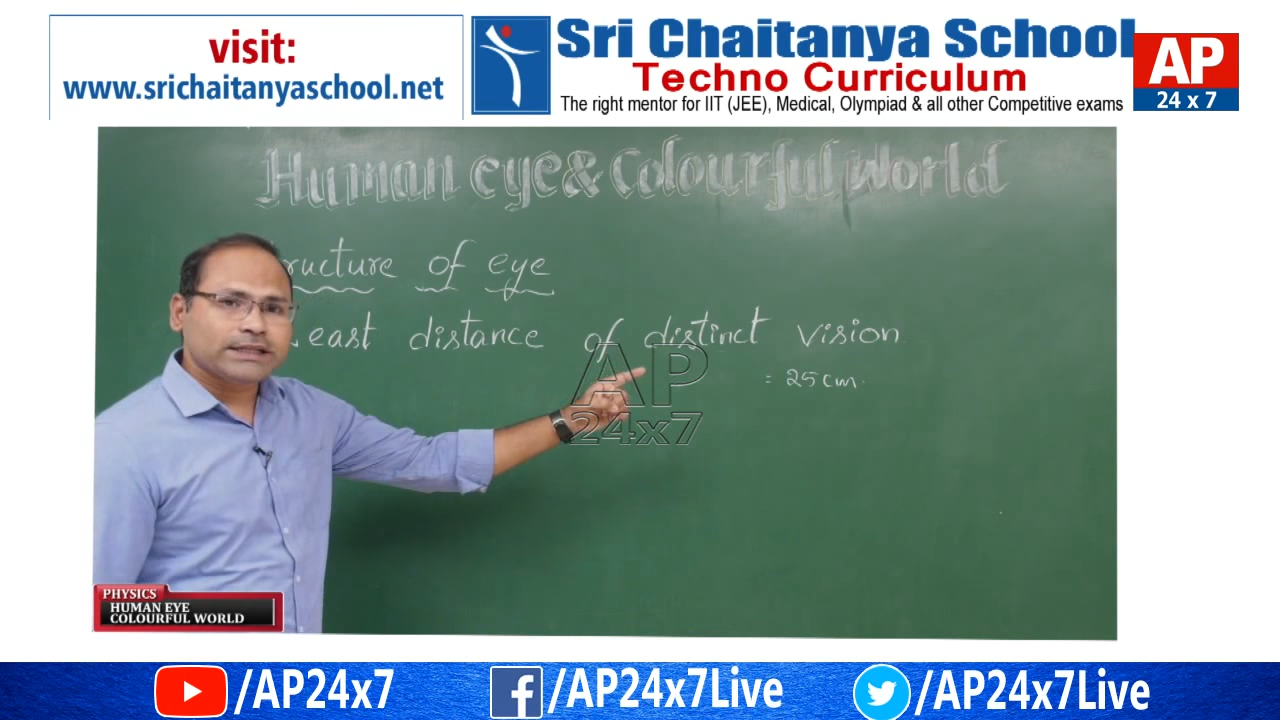 visit:
www.srichaitanyaschool.net
Sri Chaitanya School
Techno Curriculum
The right mentor for IIT (JEE), Medical, Olympiad & all other Competitive exams
AP
24 x 7
Human eye & Colourful World
ructure of eye
east distance of distinct vision
= 25 cm.
AP
24x7
PHYSICS
HUMAN EYE
COLOURFUL WORLD
/AP24x7
/AP24x7Live
/AP24x7Live